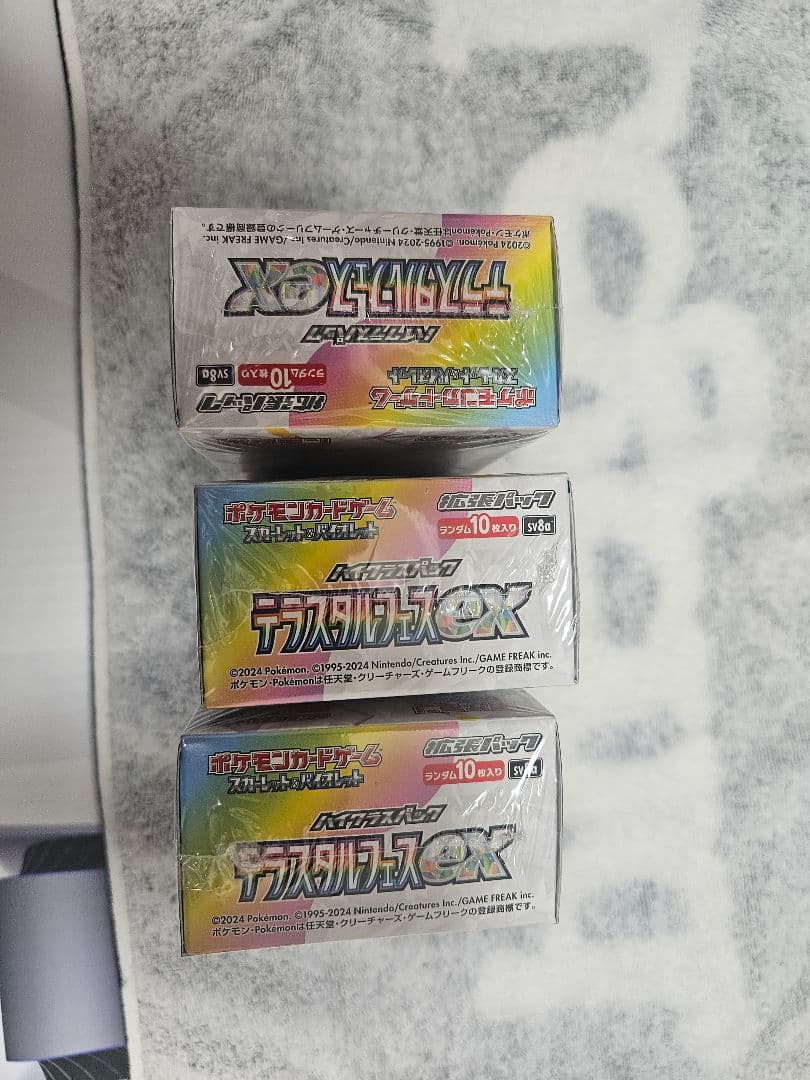 ポケモンカードゲーム
スカーレット&バイオレット
拡張パック
ランダム10枚入り SV8a
ハイクラスパック
テラスタルフェスex
©2024 Pokémon. ©1995-2024 Nintendo/Creatures Inc./GAME FREAK inc.
ポケモン・Pokémonは任天堂・クリーチャーズ・ゲームフリークの登録商標です。
ポケモンカードゲーム
スカーレット&バイオレット
拡張パック
ランダム10枚入り SV8a
ハイクラスパック
テラスタルフェスex
©2024 Pokémon. ©1995-2024 Nintendo/Creatures Inc./GAME FREAK inc.
ポケモン・Pokémonは任天堂・クリーチャーズ・ゲームフリークの登録商標です。
ポケモンカードゲーム
スカーレット&バイオレット
拡張パック
ランダム10枚入り SV8a
ハイクラスパック
テラスタルフェスex
©2024 Pokémon. ©1995-2024 Nintendo/Creatures Inc./GAME FREAK inc.
ポケモン・Pokémonは任天堂・クリーチャーズ・ゲームフリークの登録商標です。